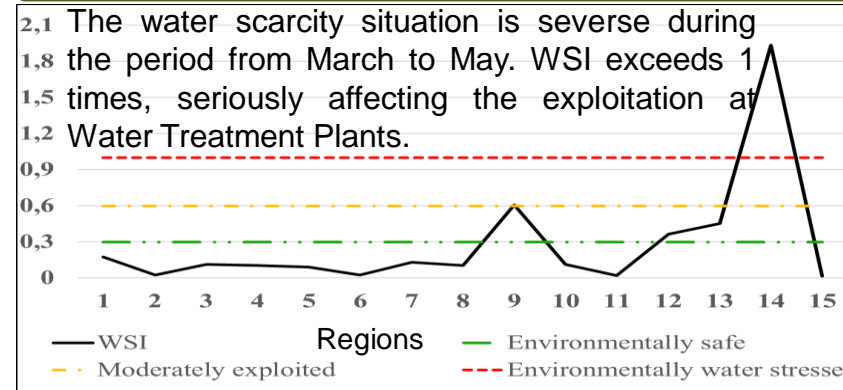 The water scarcity situation is severse during
the period from March to May. WSI exceeds 1
times, seriously affecting the exploitation at
Water Treatment Plants.
2,1
1,8
1,5
1,2
0,9
0,6
0,3
0
1 2 3 4 5 6 7 8 9 10 11 12 13 14 15
Regions
WSI
Environmentally safe
Moderately exploited
Environmentally water stresse